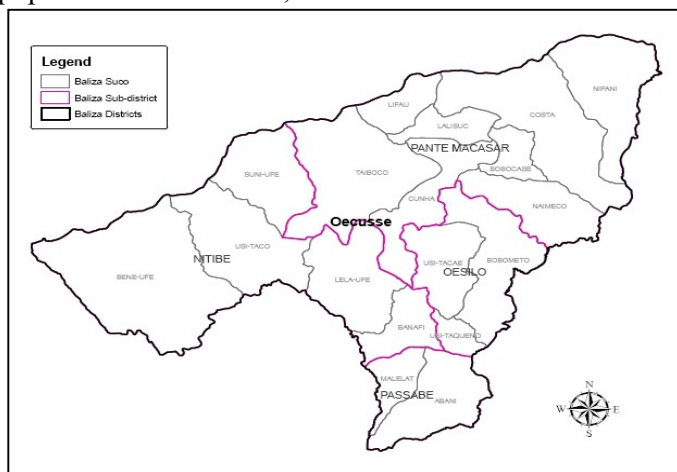 Legend
Baliza Suco
Baliza Sub-district
Baliza Districts
NIPANI
LIFAU
COSTA
LALISUC
PANTE MACASAR
BOBOCASE
SUNI-UFE
TAIBOCO
CUNHA
NAIMECO
Oecusse
USI-TACO
NITIBE
USI-TACAE
BOBOMETO
OESILO
BENE-UFE
LELA-UFE
BANAFI
USI-TAQUENO
MALELAT
PASSABE
ABANI
N
W
E
S